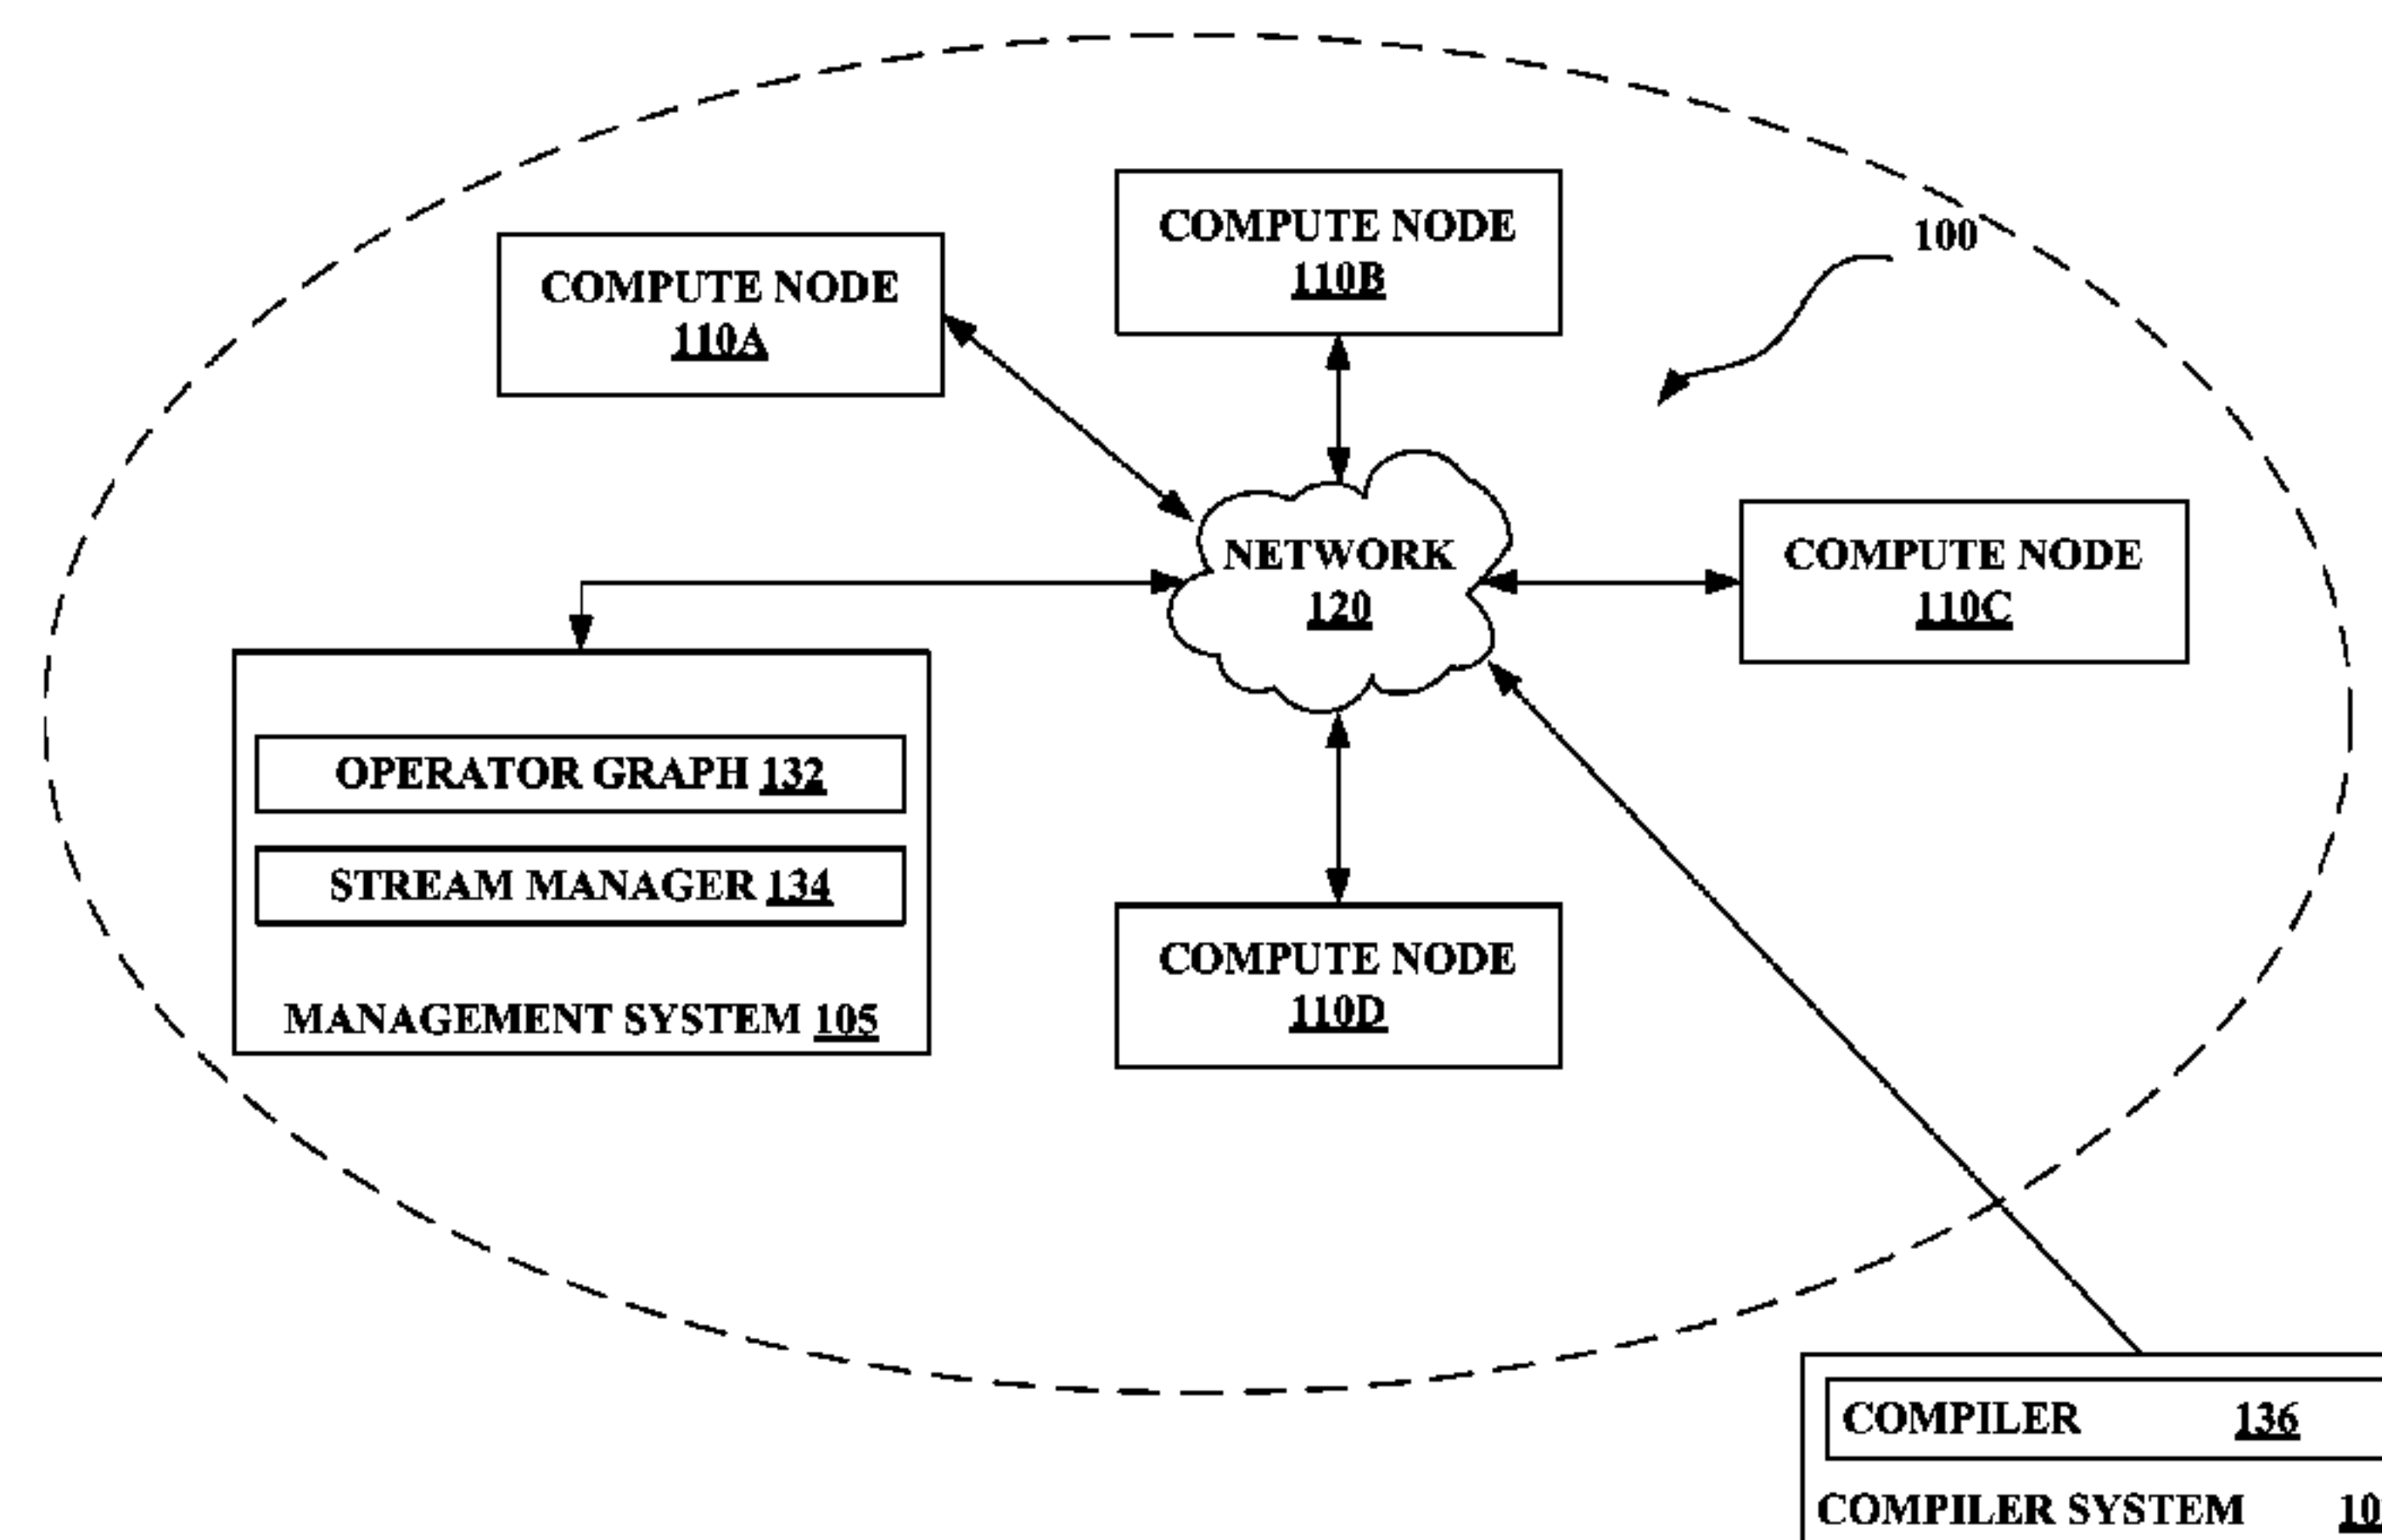 COMPUTE NODE
110B
100
COMPUTE NODE
110A
NETWORK
120
COMPUTE NODE
110C
OPERATOR GRAPH 132
STREAM MANAGER 134
MANAGEMENT SYSTEM 105
COMPUTE NODE
110D
COMPILER 136
COMPILER SYSTEM